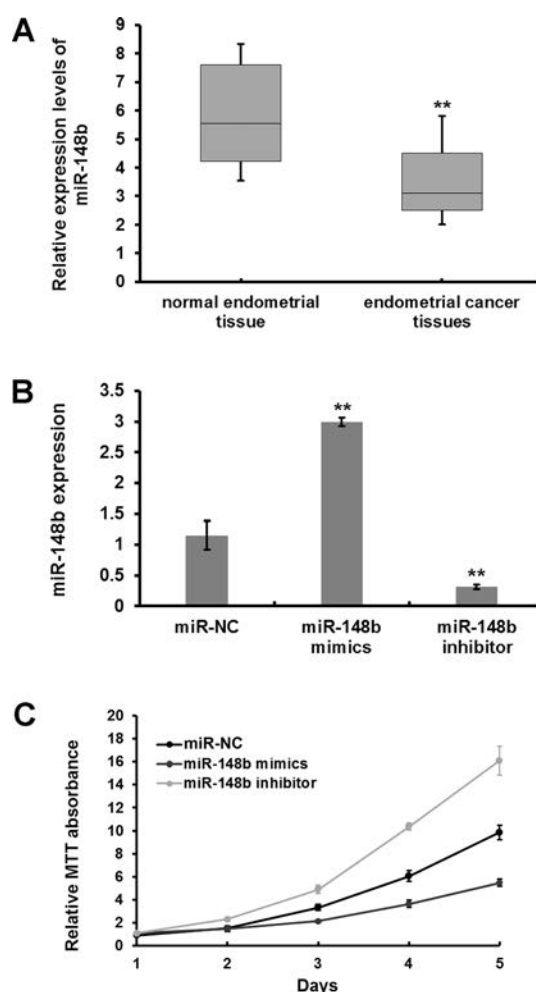 A
Relative expression levels of
miR-148b
9
8
7
6
5
4
3
2
1
0
**
normal endometrial
tissue
endometrial cancer
tissues
B
miR-148b expression
3.5
3
2.5
2
1.5
1
0.5
0
**
**
miR-NC
miR-148b
mimics
miR-148b
inhibitor
C
Relative MTT absorbance
20
18
16
14
12
10
8
6
4
2
0
miR-NC
miR-148b mimics
miR-148b inhibitor
1
2
3
4
5
Days